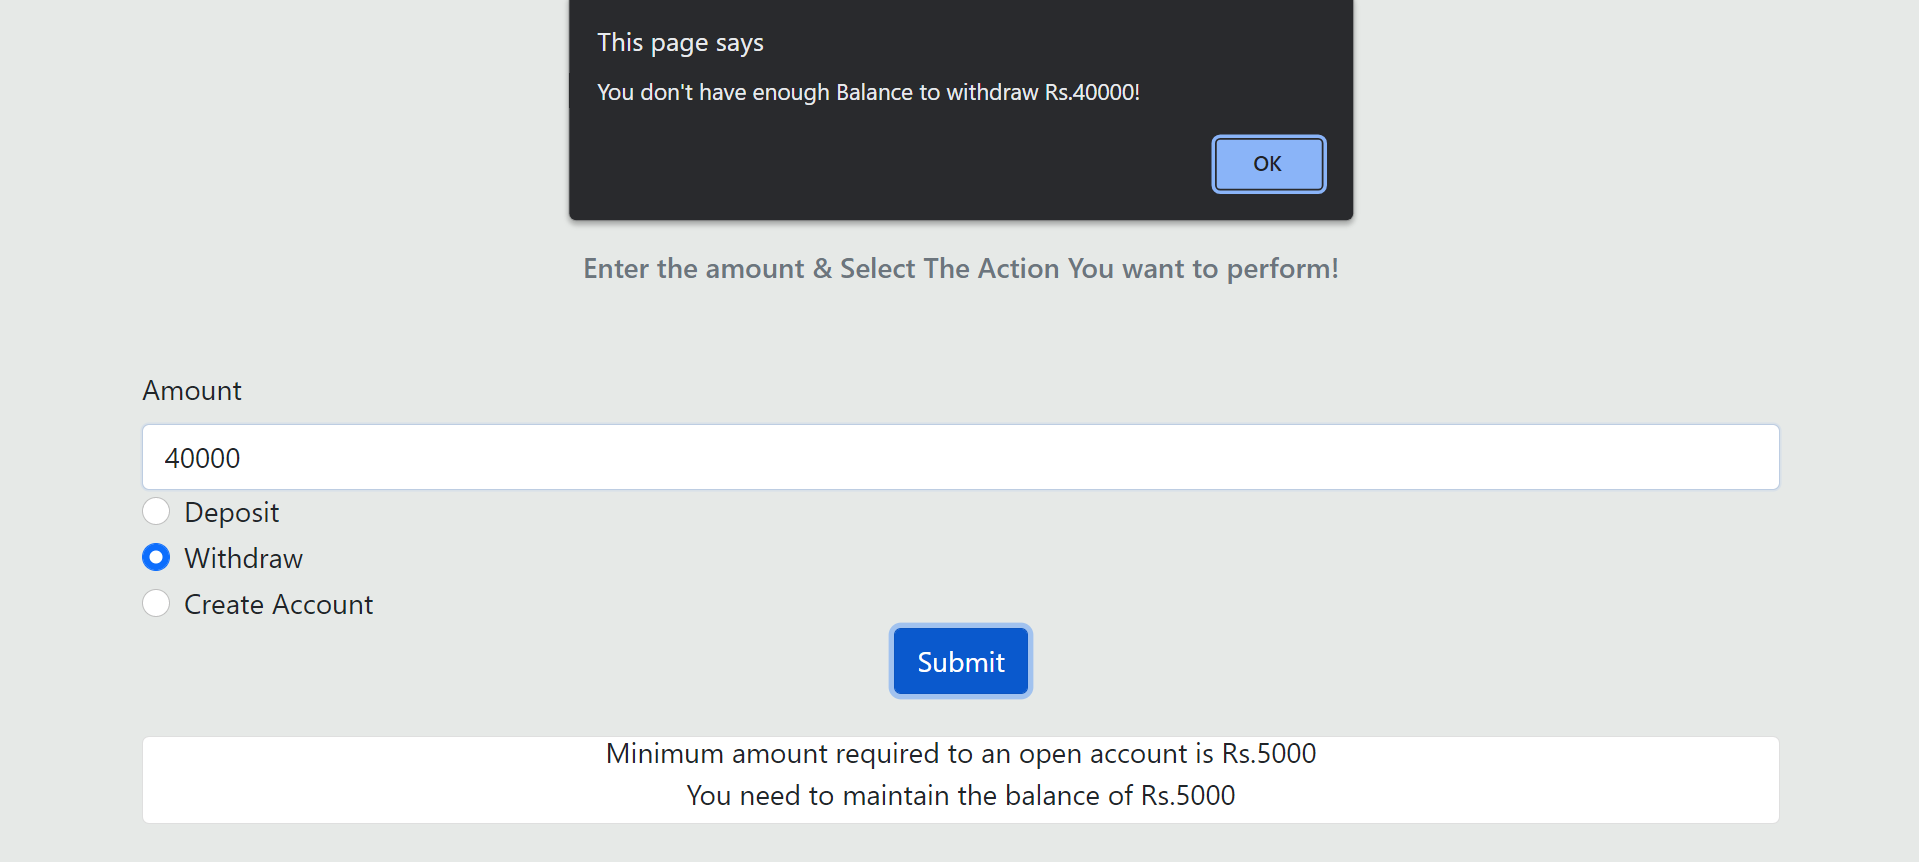 This page says
You don't have enough Balance to withdraw Rs.40000!
OK
Enter the amount & Select The Action You want to perform!
Amount
40000
Deposit
Withdraw
Create Account
Submit
Minimum amount required to an open account is Rs.5000
You need to maintain the balance of Rs.5000